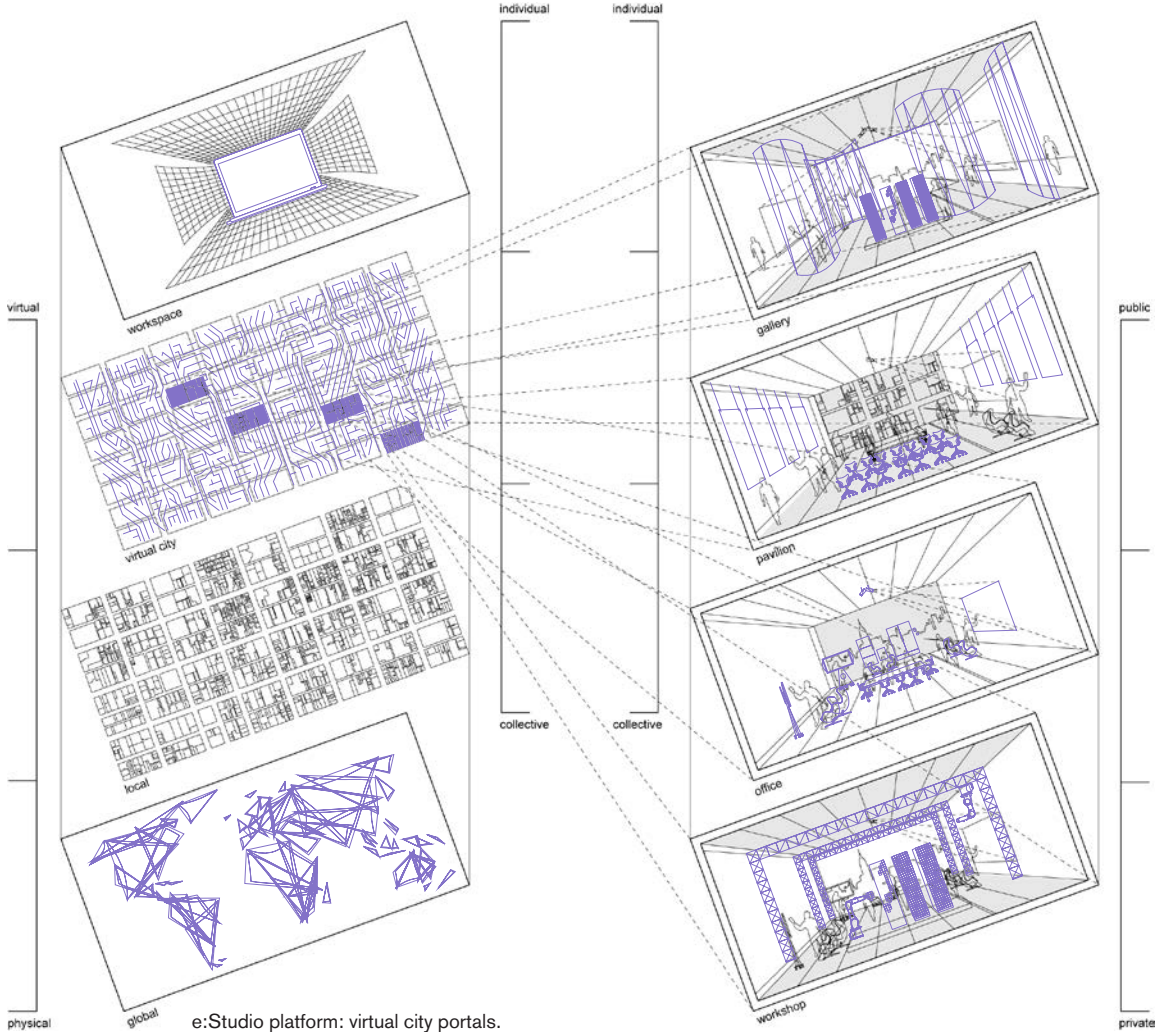 individual
individual
workspace
gallery
virtual
public
virtual city
pavilion
collective
collective
local
office
physical
global
workshop
private
e:Studio platform: virtual city portals.